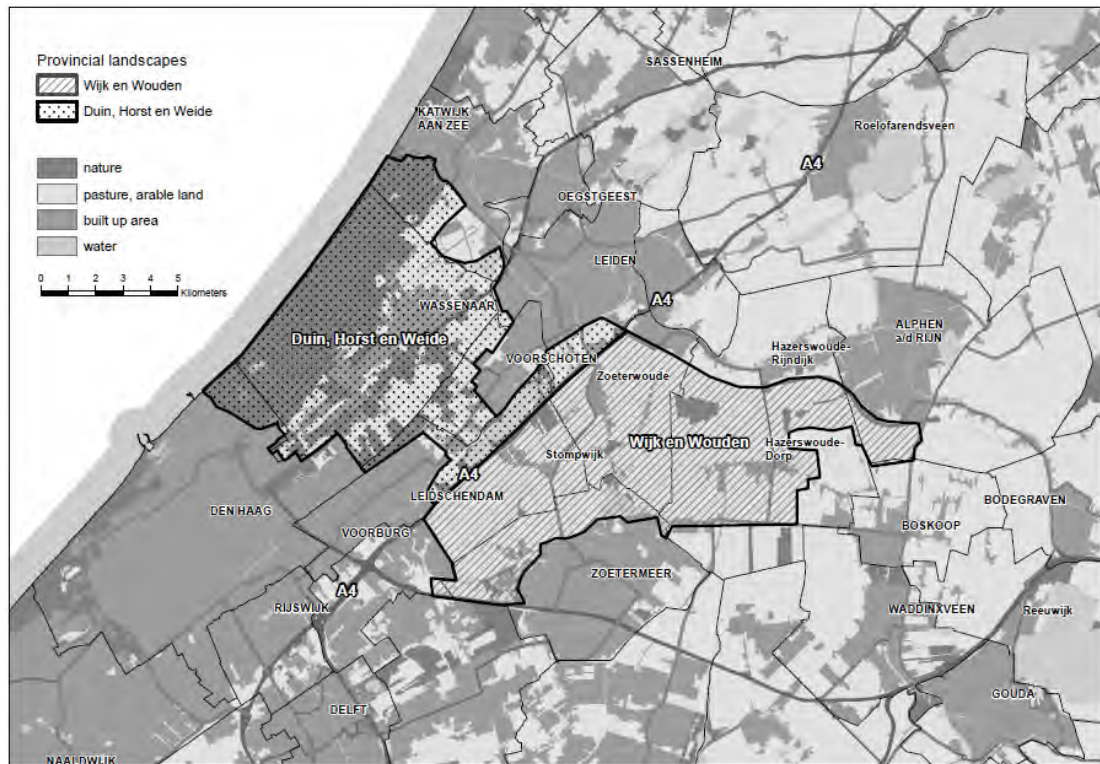 Provincial landscapes
Wijk en Wouden
Duin, Horst en Weide
nature
pasture, arable land
built up area
water
0 1 2 3 4 5
Kilometers
SASSENHEIM
KATWIJK
AAN ZEE
Roelofarendsveen
A4
OEGSTGEEST
LEIDEN
WASSENAAR
A4
Duin, Horst en Weide
VOORSCHOTEN
Hazerswoude-
Rijndijk
ALPHEN
a/d RIJN
Zoeterwoude
Wijk en Wouden
Hazerswoude-
Dorp
Stompwijk
A4
LEIDSCHENDAM
DEN HAAG
BODEGRAVEN
BOSKOOP
VOORBURG
ZOETERMEER
A4
RIJSWIJK
WADDINXVEEN
Reeuwijk
GOUDA
DELFT
NAALDWIJK